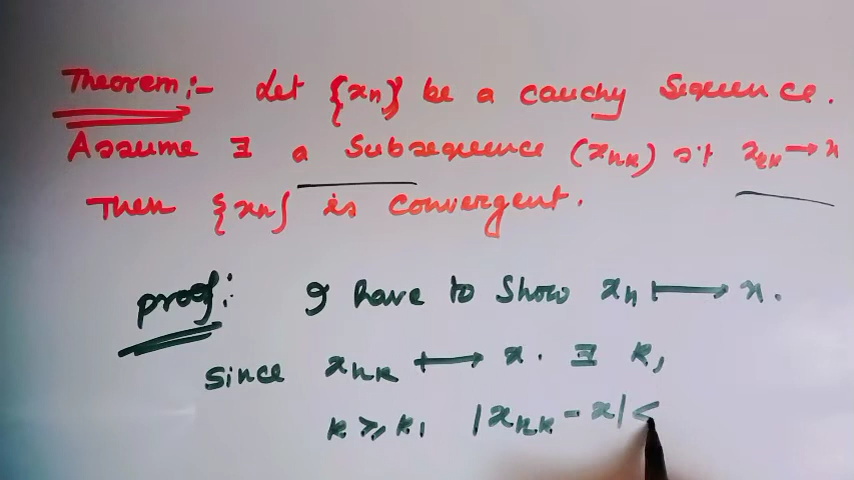 Theorem:- Let {xn} be a cauchy sequence.
Assume ∃ a subsequence (xnk) s.t xnk → x
Then {xn} is convergent.
Proof: I have to show xn ⟼ x.
Since xnk ⟼ x. ∃ k1
k ≥ k1 |xnk - x| <